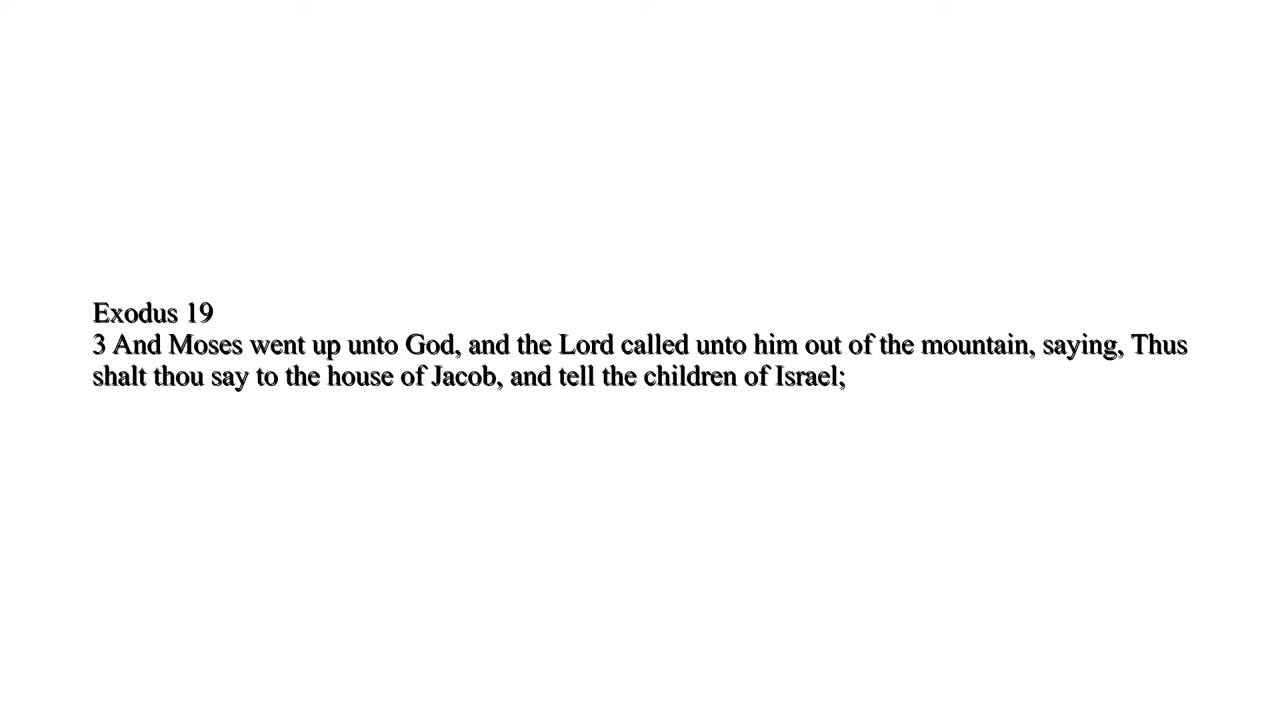 Exodus 19
3 And Moses went up unto God, and the Lord called unto him out of the mountain, saying, Thus
shalt thou say to the house of Jacob, and tell the children of Israel;